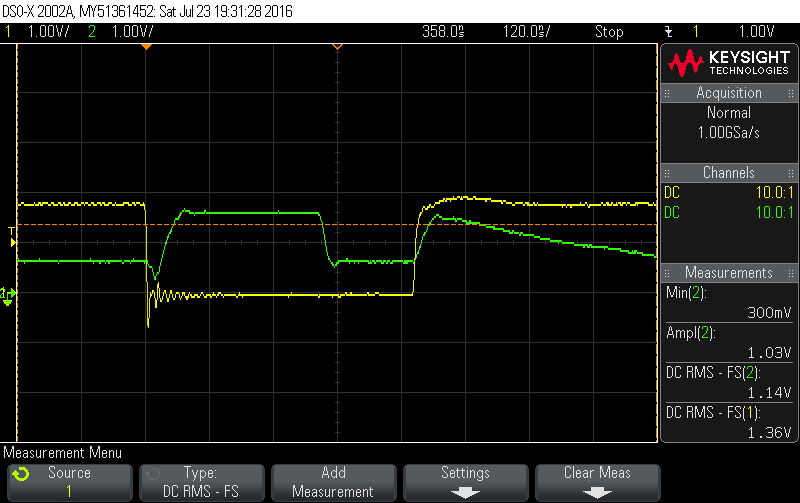 DSO-X 2002A, MY51361452: Sat Jul 23 19:31:28 2016
1 1.00V/ 2 1.00V/ 358.0ns 120.0ns/ Stop 1 1.00V
KEYSIGHT
TECHNOLOGIES
Acquisition
Normal
1.00GSa/s
Channels
DC 10.0:1
DC 10.0:1
Measurements
Min(2):
300mV
Ampl(2):
1.03V
DC RMS - FS(2):
1.14V
DC RMS - FS(1):
1.36V
T
Measurement Menu
Source
1
Type:
DC RMS - FS
Add
Measurement
Settings
Clear Meas